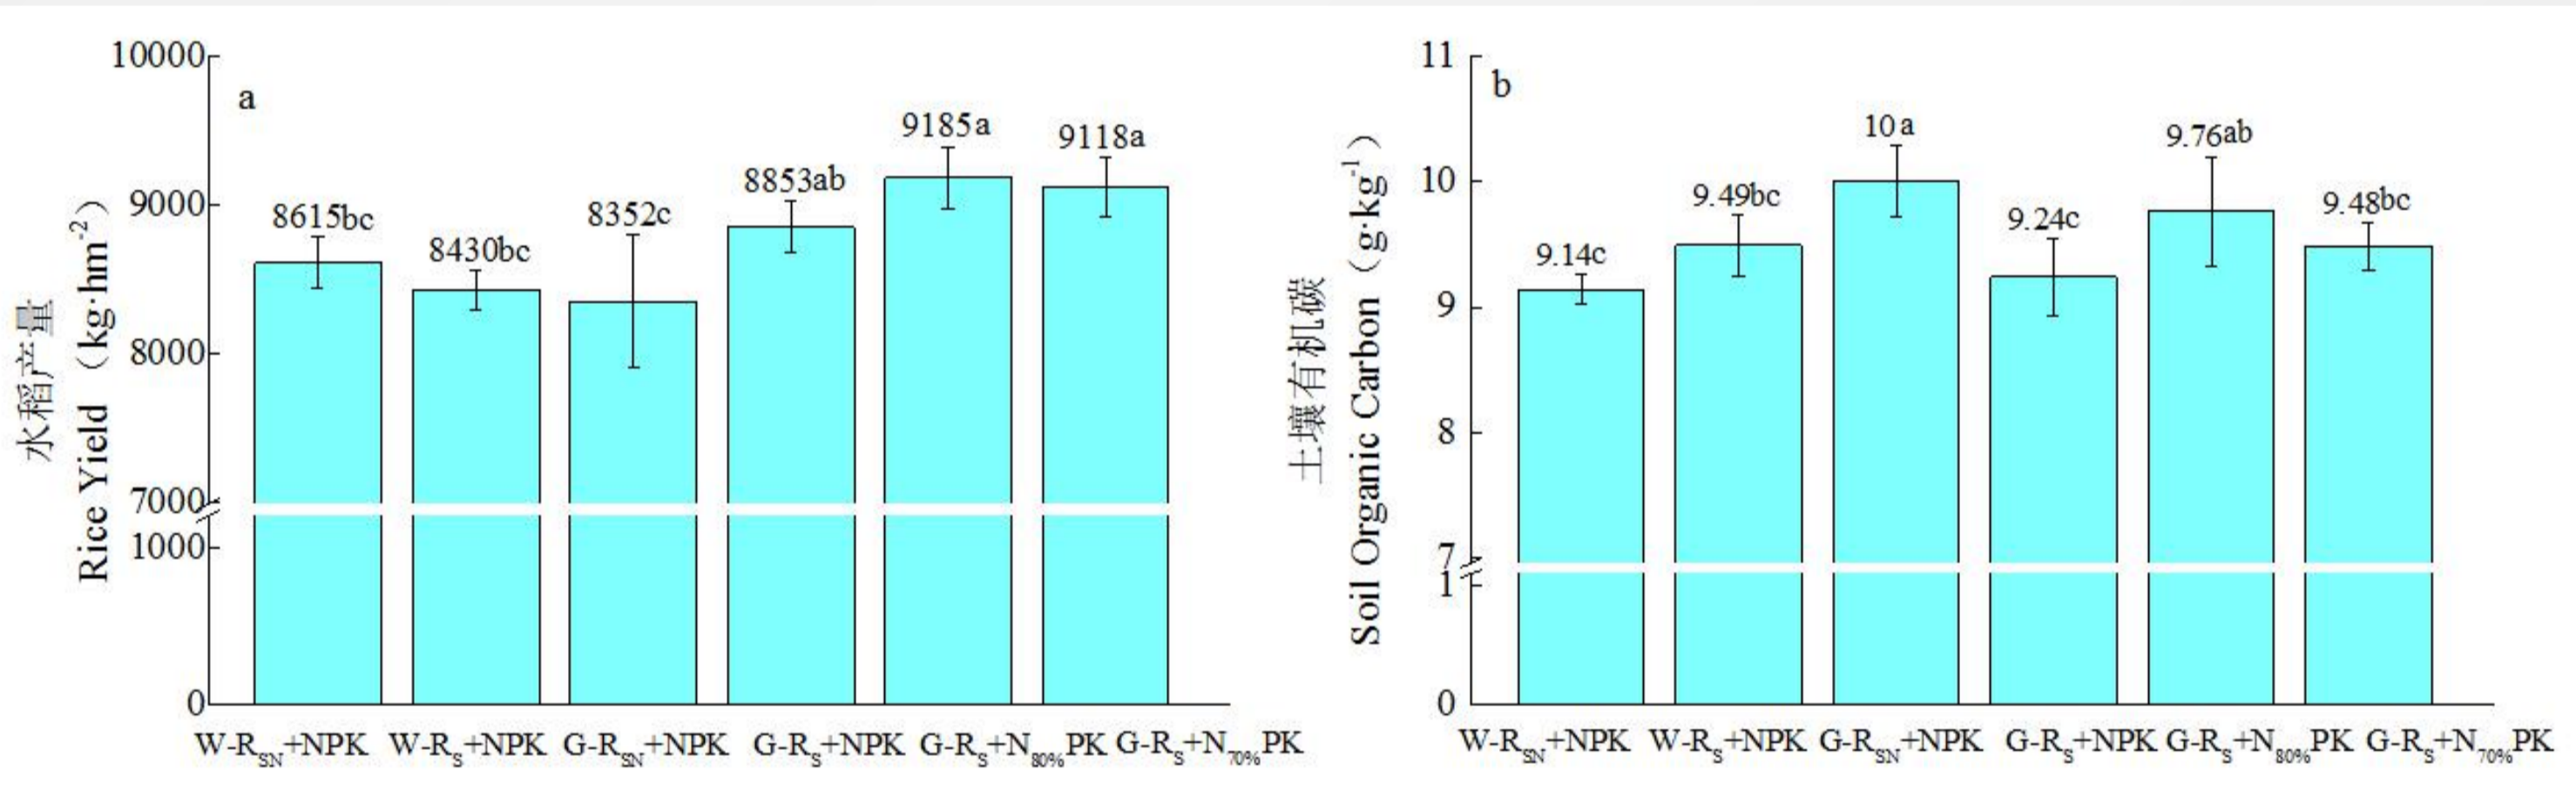 a
水稻产量
Rice Yield （kg·hm-2）
10000
9000
8000
7000
1000
0
8615bc
8430bc
8352c
8853ab
9185a
9118a
W-RSN+NPK
W-RS+NPK
G-RSN+NPK
G-RS+NPK
G-RS+N80%PK
G-RS+N70%PK
b
土壤有机碳
Soil Organic Carbon （g·kg-1）
11
10
9
8
7
1
0
9.14c
9.49bc
10a
9.24c
9.76ab
9.48bc
W-RSN+NPK
W-RS+NPK
G-RSN+NPK
G-RS+NPK
G-RS+N80%PK
G-RS+N70%PK